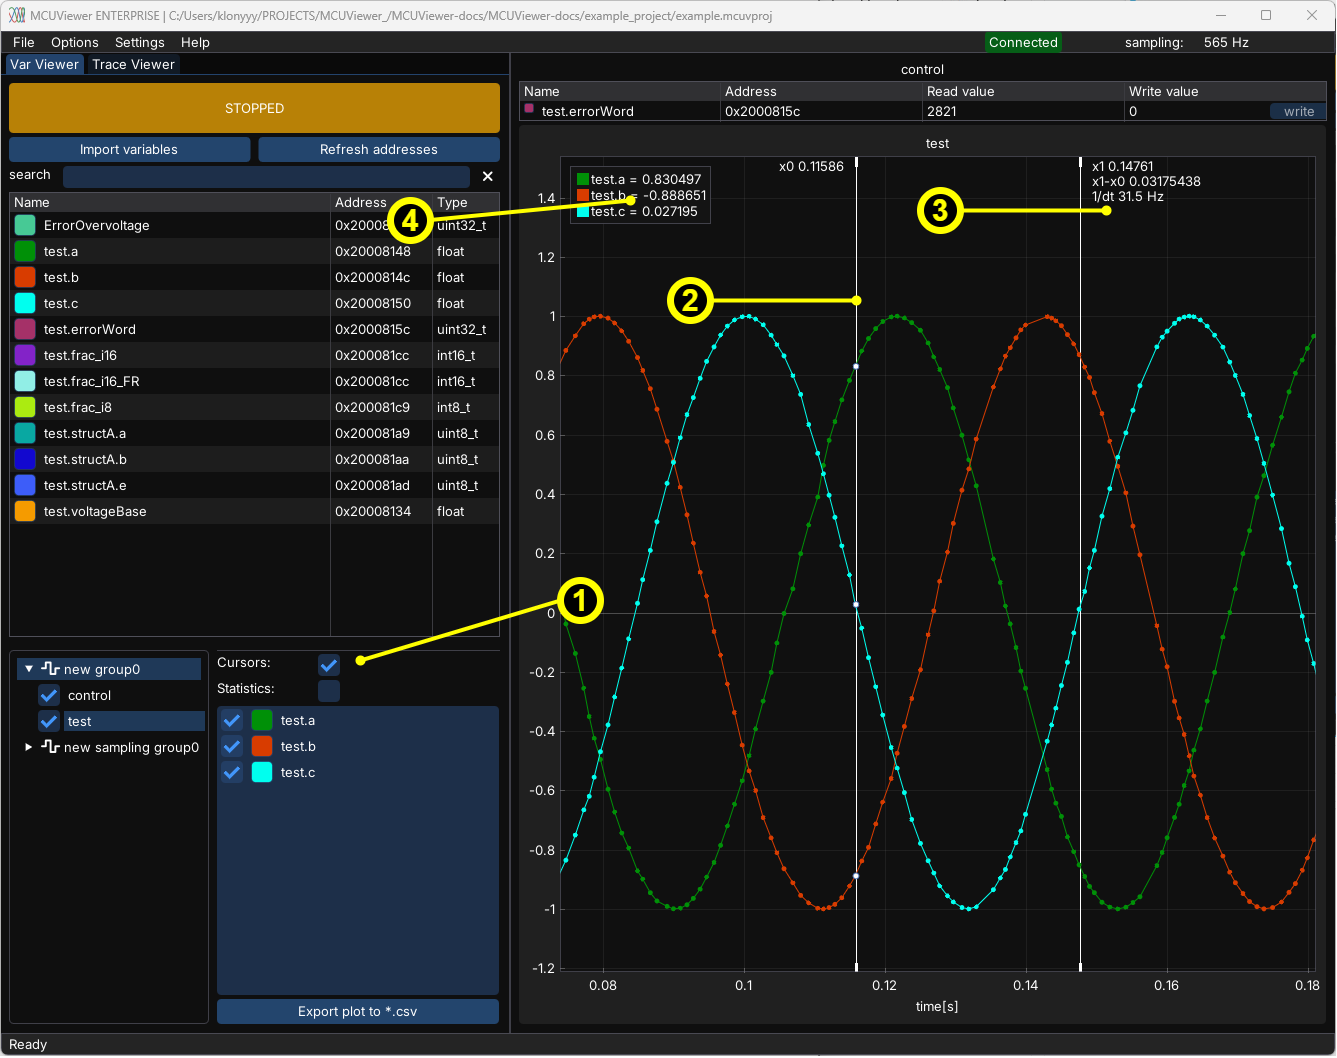 MCUViewer ENTERPRISE | C:/Users/klonyyy/PROJECTS/MCUViewer_/MCUViewer-docs/MCUViewer-docs/example_project/example.mcuvproj
File Options Settings Help Connected sampling: 565 Hz
Var Viewer Trace Viewer
STOPPED
Import variables Refresh addresses
search
Name Address Type
ErrorOvervoltage 0x20008 uint32_t
test.a 0x20008148 float
test.b 0x2000814c float
test.c 0x20008150 float
test.errorWord 0x2000815c uint32_t
test.frac_i16 0x200081cc int16_t
test.frac_i16_FR 0x200081cc int16_t
test.frac_i8 0x200081c9 int8_t
test.structA.a 0x200081a9 uint8_t
test.structA.b 0x200081aa uint8_t
test.structA.e 0x200081ad uint8_t
test.voltageBase 0x20008134 float
new group0
control
test
new sampling group0
Cursors:
Statistics:
test.a
test.b
test.c
Export plot to *.csv
control
Name Address Read value Write value
test.errorWord 0x2000815c 2821 0 write
test
test.a = 0.830497
test.b = -0.888651
test.c = 0.027195
x0 0.11586
x1 0.14761
x1-x0 0.03175438
1/dt 31.5 Hz
4
3
2
1
1.4
1.2
1
0.8
0.6
0.4
0.2
0
-0.2
-0.4
-0.6
-0.8
-1
-1.2
0.08 0.1 0.12 0.14 0.16 0.18
time[s]
Ready